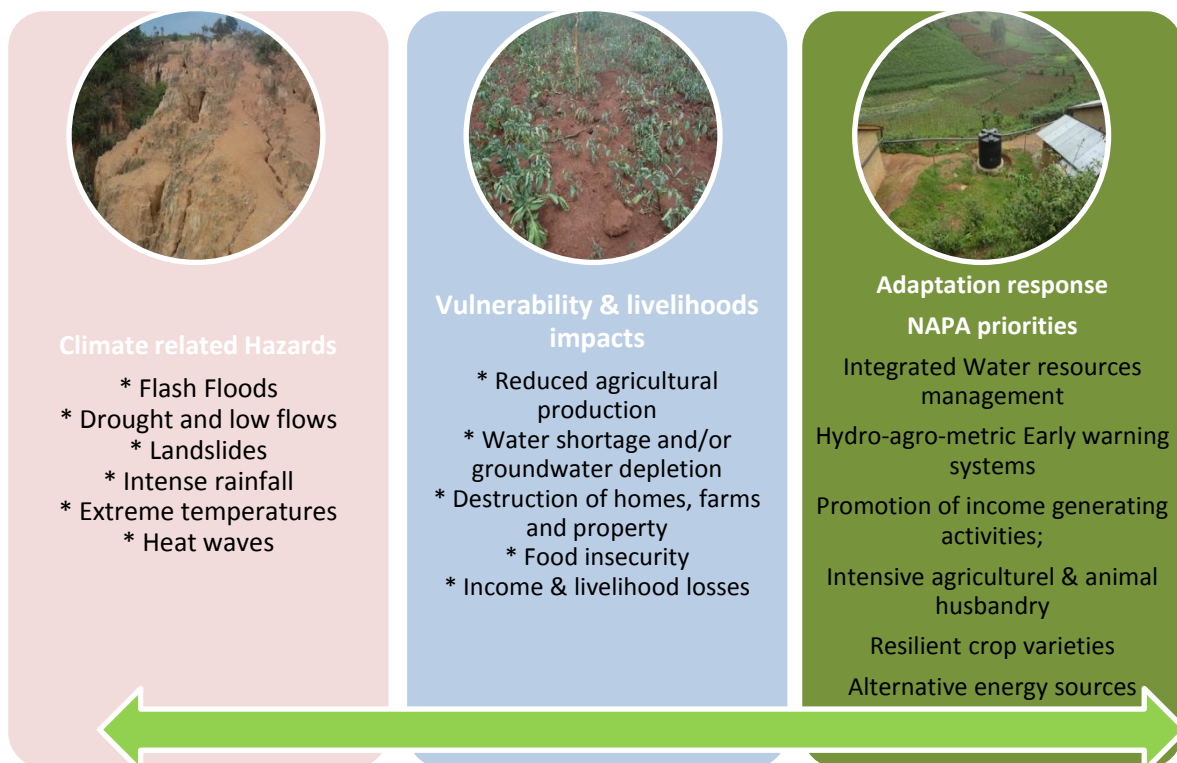 Climate related Hazards
* Flash Floods
* Drought and low flows
* Landslides
* Intense rainfall
* Extreme temperatures
* Heat waves
Vulnerability & livelihoods
impacts
* Reduced agricultural
production
* Water shortage and/or
groundwater depletion
* Destruction of homes, farms
and property
* Food insecurity
* Income & livelihood losses
Adaptation response
NAPA priorities
Integrated Water resources
management
Hydro-agro-metric Early warning
systems
Promotion of income generating
activities;
Intensive agriculturel & animal
husbandry
Resilient crop varieties
Alternative energy sources